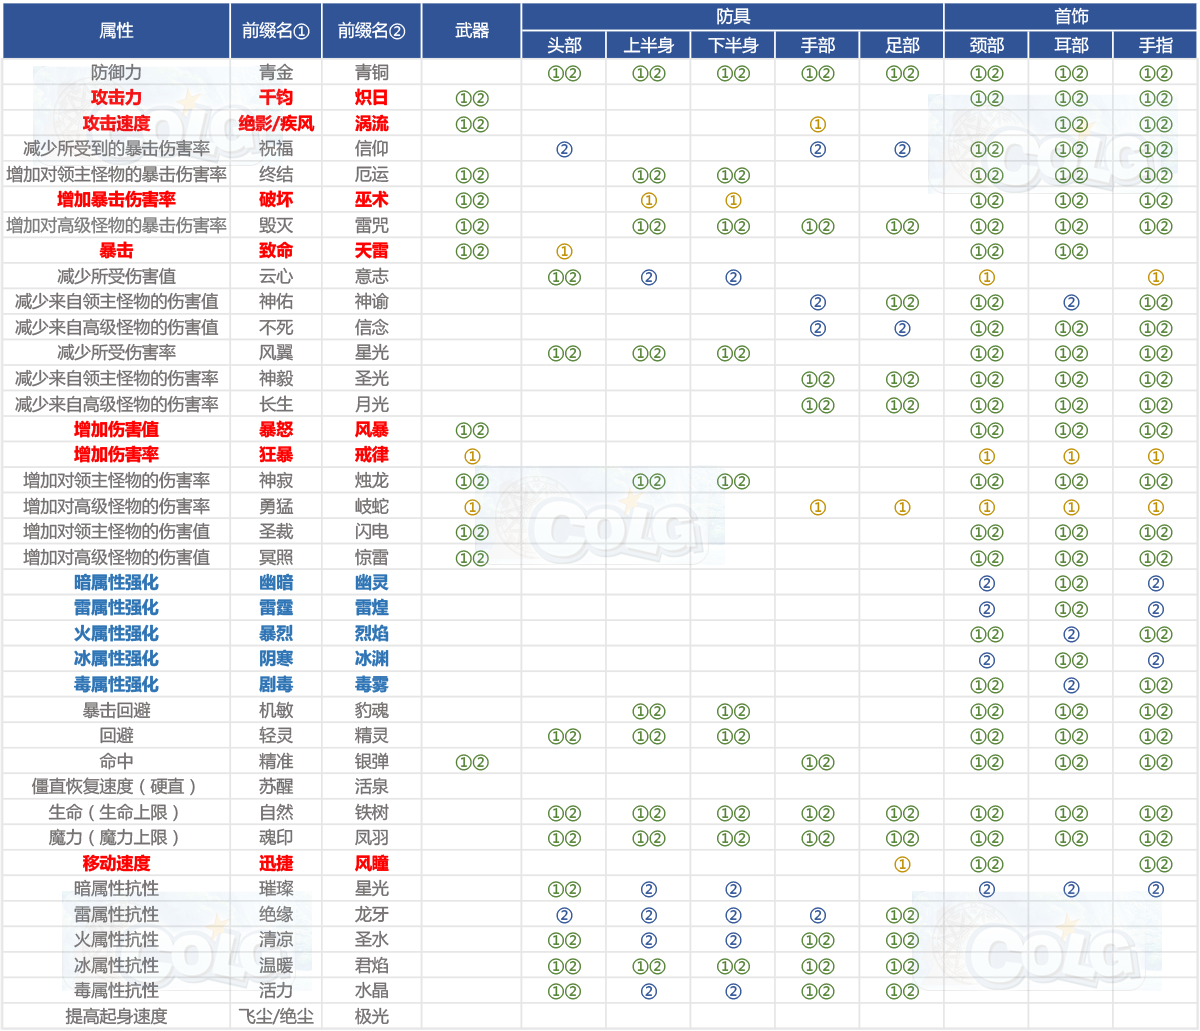 属性 前缀名① 前缀名② 武器 防具 首饰
头部 上半身 下半身 手部 足部 颈部 耳部 手指
防御力 青金 青铜 ①② ①② ①② ①② ①② ①② ①② ①②
攻击力 千钧 炽日 ①② ①② ①② ①②
攻击速度 绝影/疾风 涡流 ①② ① ①② ①②
减少所受到的暴击伤害率 祝福 信仰 ② ② ② ①② ①② ①②
增加对领主怪物的暴击伤害率 终结 厄运 ①② ①② ①② ①② ①② ①②
增加暴击伤害率 破坏 巫术 ①② ① ① ①② ①② ①②
增加对高级怪物的暴击伤害率 毁灭 雷咒 ①② ①② ①② ①② ①② ①② ①② ①②
暴击 致命 天雷 ①② ① ①② ①②
减少所受伤害值 云心 意志 ①② ② ② ① ①
减少来自领主怪物的伤害值 神佑 神谕 ② ①② ①② ② ①②
减少来自高级怪物的伤害值 不死 信念 ② ② ①② ①② ①②
减少所受伤害率 风翼 星光 ①② ①② ①② ①② ①② ①②
减少来自领主怪物的伤害率 神毅 圣光 ①② ①② ①② ①② ①②
减少来自高级怪物的伤害率 长生 月光 ①② ①② ①② ①② ①②
增加伤害值 暴怒 风暴 ①② ①② ①② ①②
增加伤害率 狂暴 戒律 ① ① ① ①
增加对领主怪物的伤害率 神寂 烛龙 ①② ①② ①② ①② ①② ①②
增加对高级怪物的伤害率 勇猛 岐蛇 ① ① ① ① ① ①
增加对领主怪物的伤害值 圣裁 闪电 ①② ①② ①② ①②
增加对高级怪物的伤害值 冥照 惊雷 ①② ①② ①② ①②
暗属性强化 幽暗 幽灵 ② ①② ②
雷属性强化 雷霆 雷煌 ② ①② ②
火属性强化 暴烈 烈焰 ①② ② ①②
冰属性强化 阴寒 冰渊 ② ①② ②
毒属性强化 剧毒 毒雾 ①② ② ①②
暴击回避 机敏 豹魂 ①② ①② ①② ①② ①②
回避 轻灵 精灵 ①② ①② ①② ①② ①② ①②
命中 精准 银弹 ①② ①② ①② ①② ①②
僵直恢复速度（硬直） 苏醒 活泉
生命（生命上限） 自然 铁树 ①② ①② ①② ①② ①② ①② ①② ①②
魔力（魔力上限） 魂印 凤羽 ①② ①② ①② ①② ①② ①② ①② ①②
移动速度 迅捷 风瞳 ① ①② ①②
暗属性抗性 璀璨 星光 ①② ② ② ② ② ②
雷属性抗性 绝缘 龙牙 ② ② ② ② ①②
火属性抗性 清凉 圣水 ①② ② ② ①② ①②
冰属性抗性 温暖 君焰 ①② ①② ①② ①② ①②
毒属性抗性 活力 水晶 ①② ② ② ①② ①②
提高起身速度 飞尘/绝尘 极光
COLG
COLG
COLG
COLG
COLG